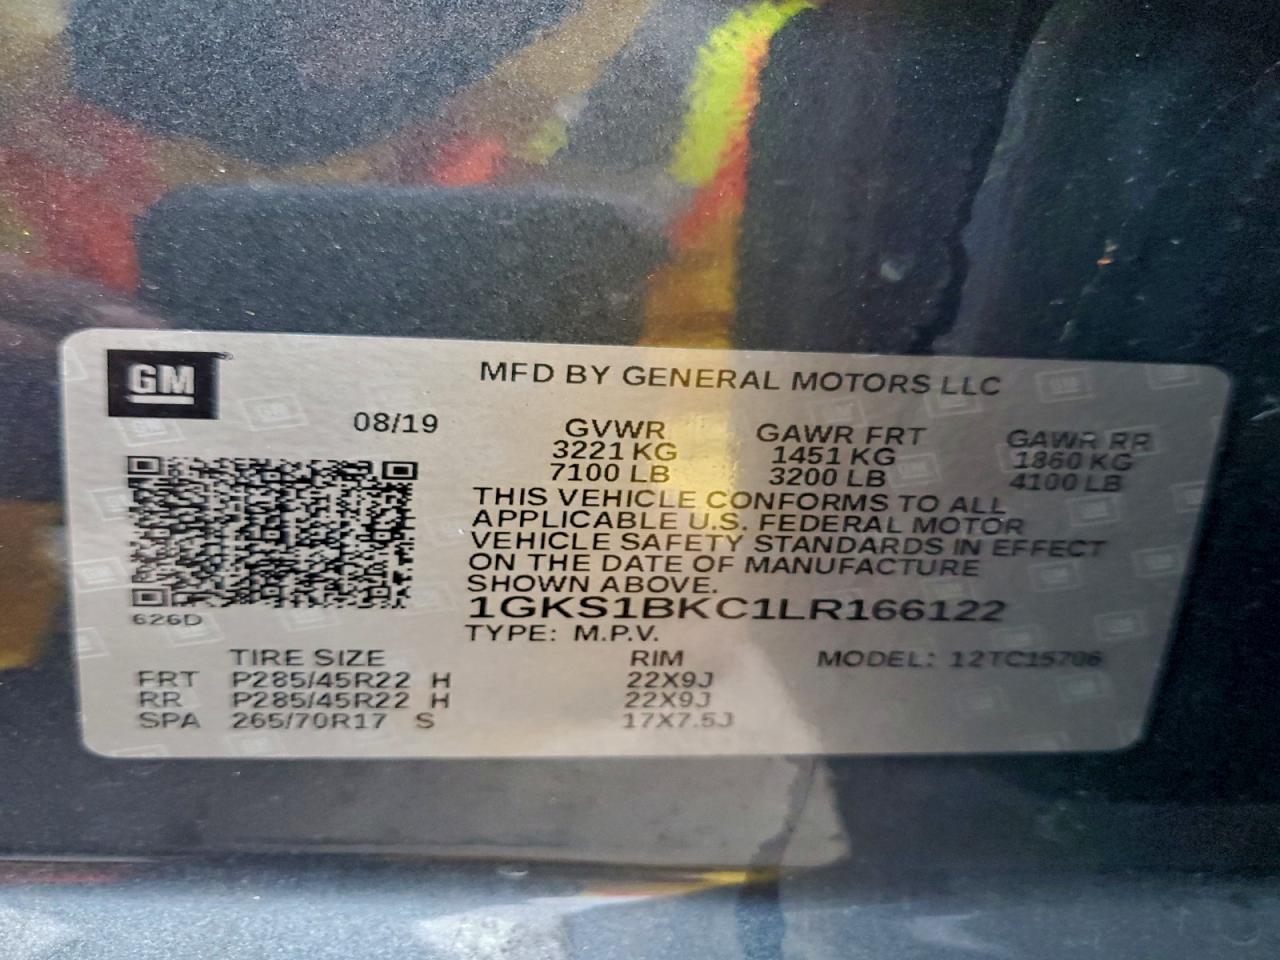 GM
MFD BY GENERAL MOTORS LLC
08/19
GVWR GAWR FRT GAWR RR
3221 KG 1451 KG 1860 KG
7100 LB 3200 LB 4100 LB
THIS VEHICLE CONFORMS TO ALL
APPLICABLE U.S. FEDERAL MOTOR
VEHICLE SAFETY STANDARDS IN EFFECT
ON THE DATE OF MANUFACTURE
SHOWN ABOVE.
1GKS1BKC1LR166122
626D
TYPE: M.P.V.
TIRE SIZE RIM MODEL: 12TC15706
FRT P285/45R22 H 22X9J
RR P285/45R22 H 22X9J
SPA 265/70R17 S 17X7.5J